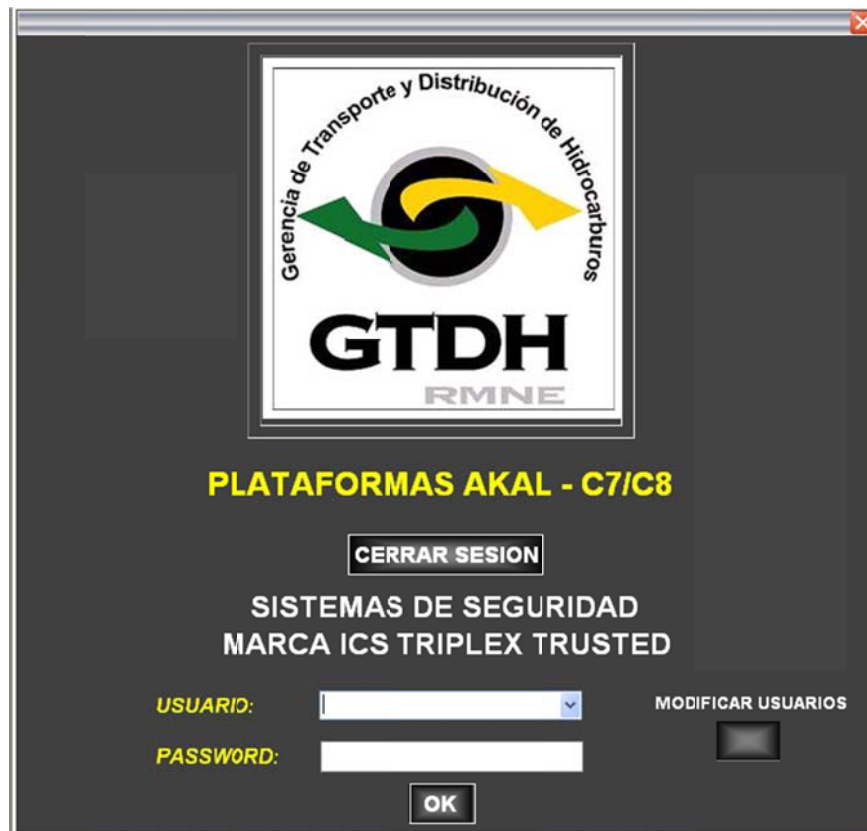 Gerencia de Transporte y Distribución de Hidrocarburos
GTDH
RMNE
PLATAFORMAS AKAL - C7/C8
CERRAR SESION
SISTEMAS DE SEGURIDAD
MARCA ICS TRIPLEX TRUSTED
USUARIO:
MODIFICAR USUARIOS
PASSWORD:
OK